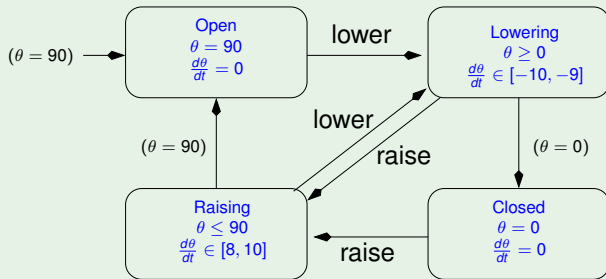 Open
θ = 90
dθ/dt = 0
(θ = 90)
lower
Lowering
θ ≥ 0
dθ/dt ∈ [−10, −9]
lower
raise
(θ = 90)
(θ = 0)
Raising
θ ≤ 90
dθ/dt ∈ [8, 10]
raise
Closed
θ = 0
dθ/dt = 0